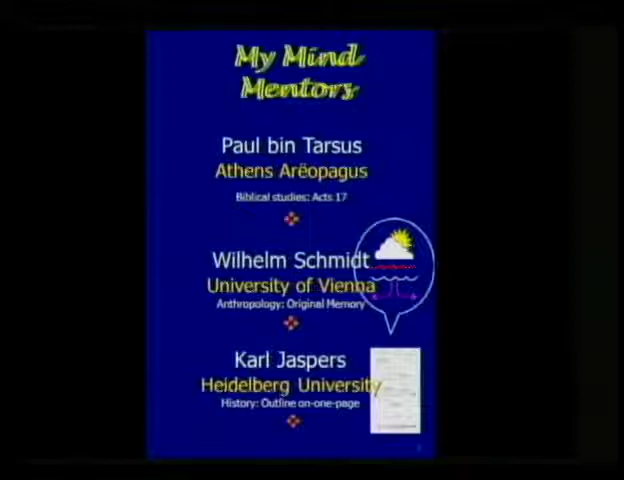 My Mind
Mentors
Paul bin Tarsus
Athens Arëopagus
Biblical studies: Acts 17
Wilhelm Schmidt
University of Vienna
Anthropology: Original Memory
Karl Jaspers
Heidelberg University
History: Outline on-one-page